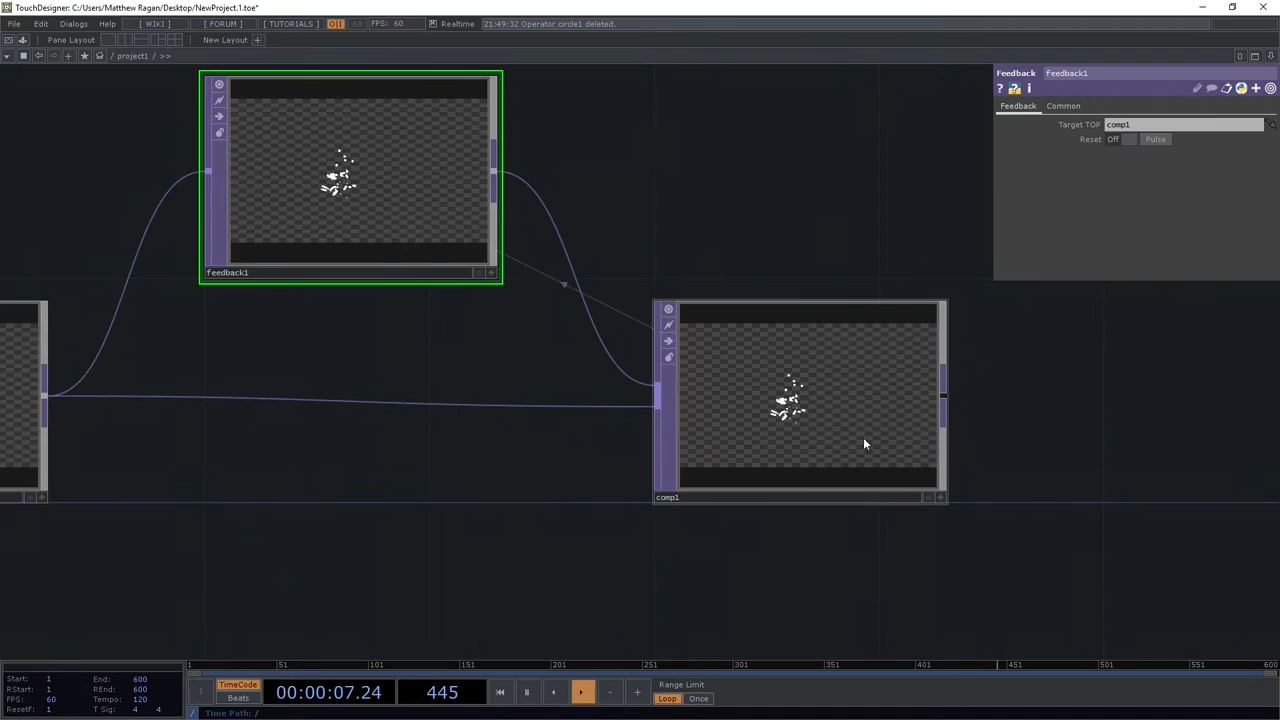 TouchDesigner: C:/Users/Matthew Ragan/Desktop/NewProject.1.toe*
File Edit Dialogs Help [ WIKI ] [ FORUM ] [ TUTORIALS ] O|I 60 FPS: 60 Realtime 21:49:32 Operator circle1 deleted.
Pane Layout New Layout +
/ project1 / >> 0
Feedback feedback1
? ? i
Feedback Common
Target TOP comp1
Reset Off Pulse
feedback1
comp1
1 51 101 151 201 251 301 351 401 451 501 551 600
Start: 1 End: 600
RStart: 1 REnd: 600
FPS: 60 Tempo: 120
ResetF: 1 T Sig: 4 4
1 TimeCode 00:00:07.24 445 - + Range Limit
Beats Loop Once
/ Time Path: /